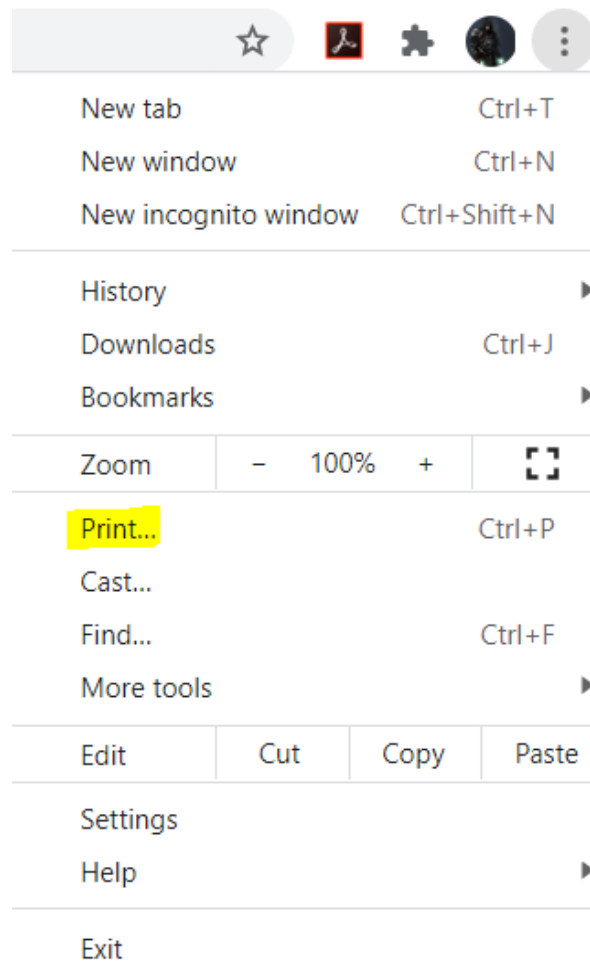 New tab Ctrl+T
New window Ctrl+N
New incognito window Ctrl+Shift+N
History
Downloads Ctrl+J
Bookmarks
Zoom - 100% +
Print... Ctrl+P
Cast...
Find... Ctrl+F
More tools
Edit Cut Copy Paste
Settings
Help
Exit